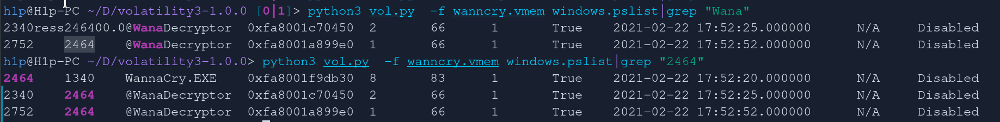 h1p@H1p-PC ~/D/volatility3-1.0.0 [0|1]> python3 vol.py  -f wanncry.vmem windows.pslist|grep "Wana"
2340ress246400.0@WanaDecryptor  0xfa8001c70450  2       66      1       True    2021-02-22 17:52:25.000000      N/A     Disabled
2752    2464    @WanaDecryptor  0xfa8001a899e0  1       66      1       True    2021-02-22 17:52:52.000000      N/A     Disabled
h1p@H1p-PC ~/D/volatility3-1.0.0> python3 vol.py  -f wanncry.vmem windows.pslist|grep "2464"
2464    1340    WannaCry.EXE    0xfa8001f9db30  8       83      1       True    2021-02-22 17:52:20.000000      N/A     Disabled
2340    2464    @WanaDecryptor  0xfa8001c70450  2       66      1       True    2021-02-22 17:52:25.000000      N/A     Disabled
2752    2464    @WanaDecryptor  0xfa8001a899e0  1       66      1       True    2021-02-22 17:52:52.000000      N/A     Disabled